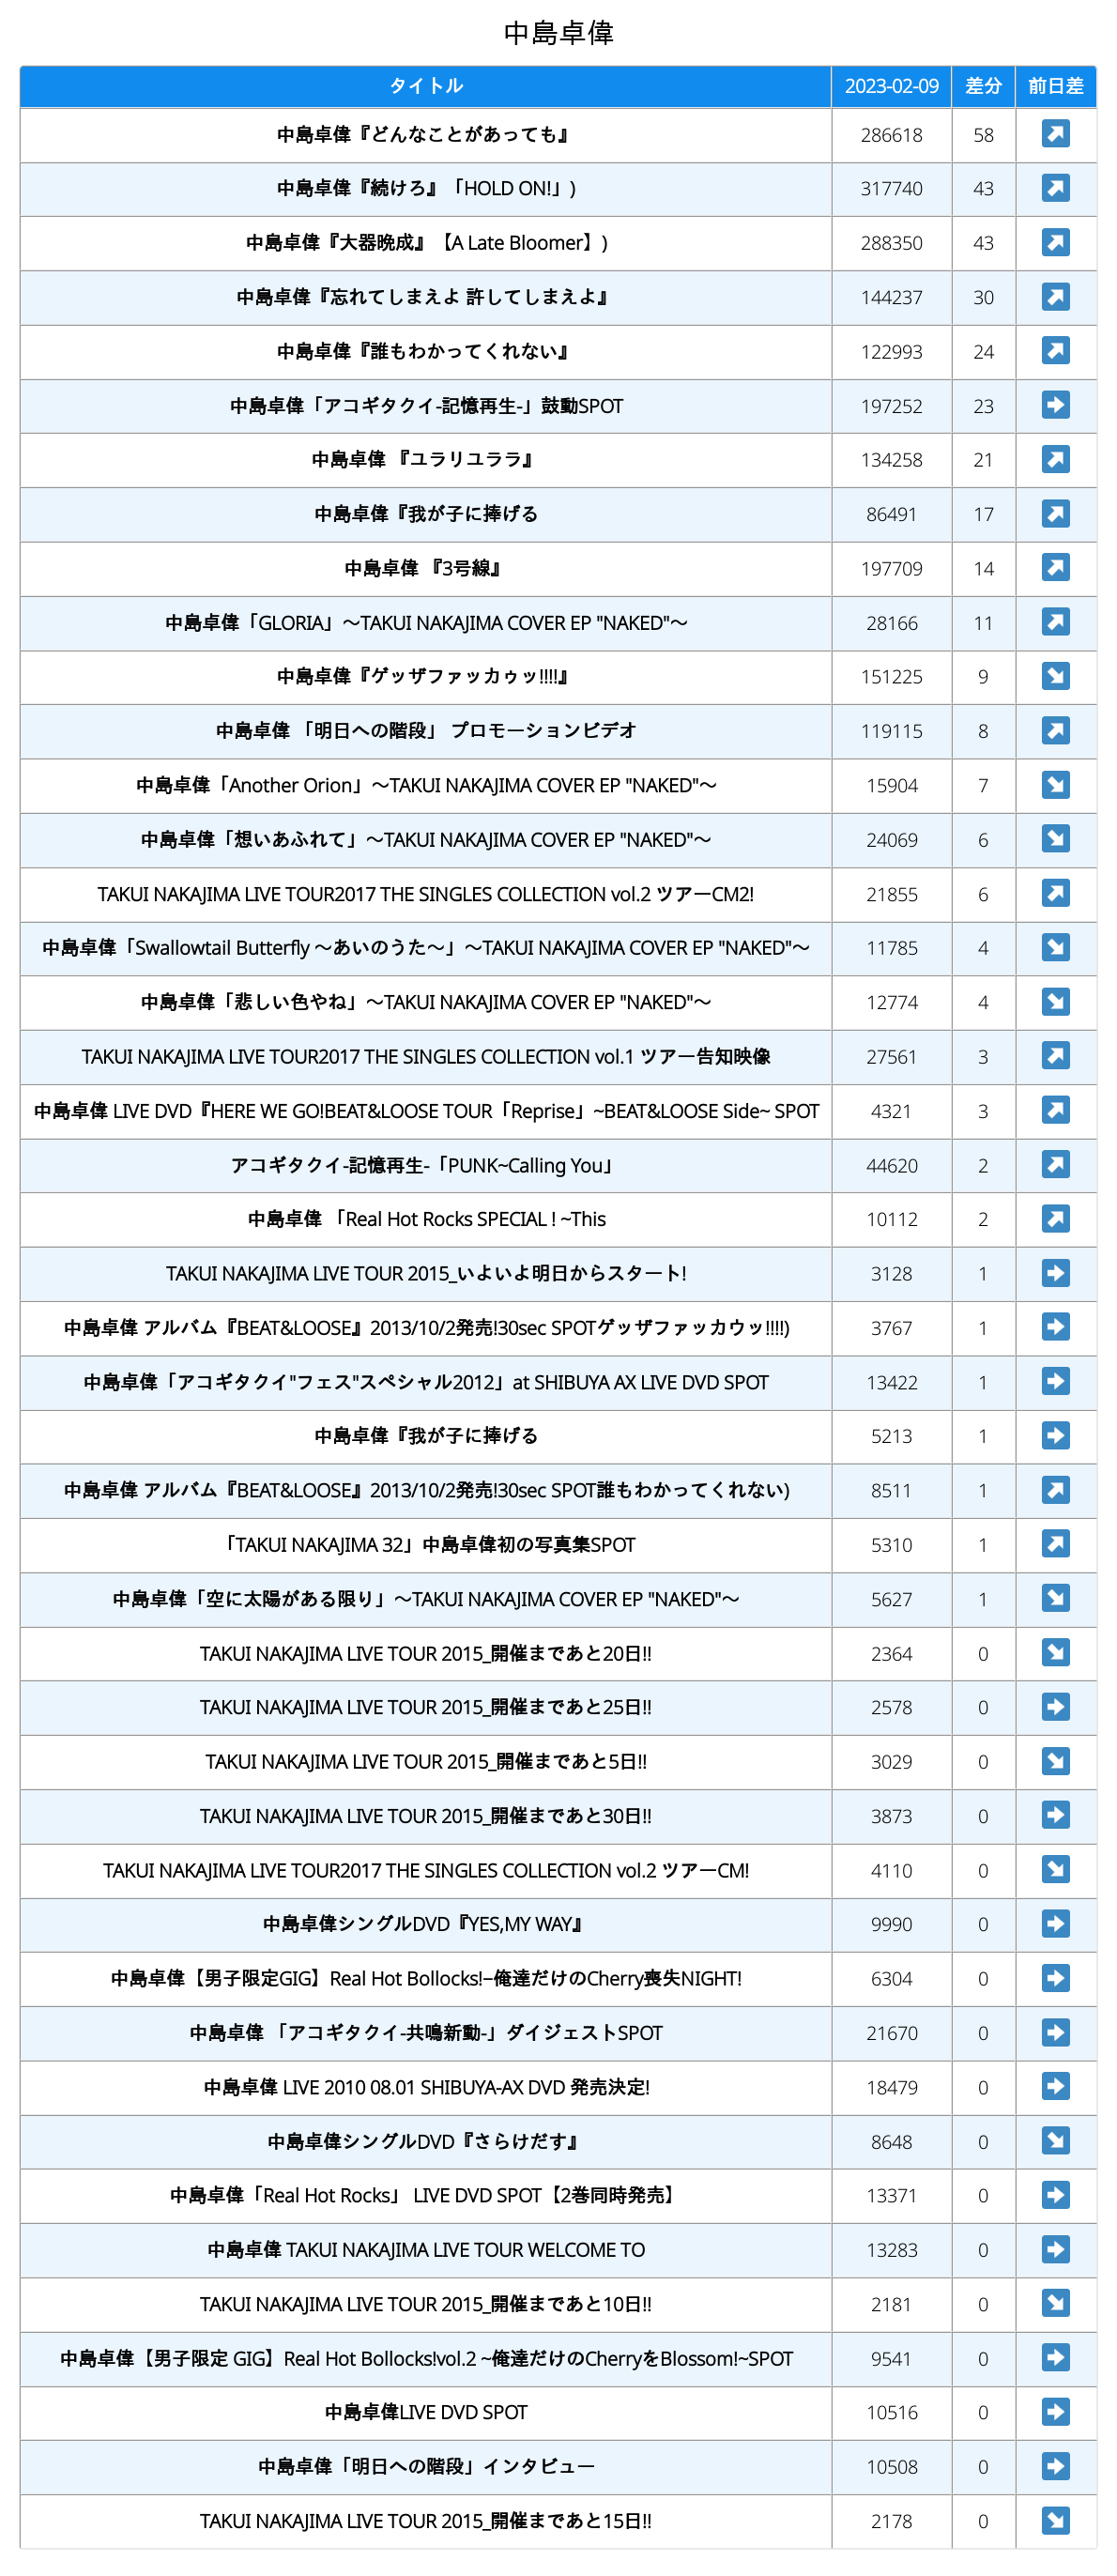 中島卓偉
タイトル 2023-02-09 差分 前日差
中島卓偉『どんなことがあっても』 286618 58 ↗
中島卓偉『続けろ』「HOLD ON!」) 317740 43 ↗
中島卓偉『大器晩成』【A Late Bloomer】) 288350 43 ↗
中島卓偉『忘れてしまえよ 許してしまえよ』 144237 30 ↗
中島卓偉『誰もわかってくれない』 122993 24 ↗
中島卓偉「アコギタクイ-記憶再生-」鼓動SPOT 197252 23 ➡
中島卓偉 『ユラリユララ』 134258 21 ↗
中島卓偉『我が子に捧げる 86491 17 ↗
中島卓偉 『3号線』 197709 14 ↗
中島卓偉「GLORIA」〜TAKUI NAKAJIMA COVER EP "NAKED"〜 28166 11 ↗
中島卓偉『ゲッザファッカゥッ!!!!』 151225 9 ↘
中島卓偉 「明日への階段」 プロモーションビデオ 119115 8 ↗
中島卓偉「Another Orion」〜TAKUI NAKAJIMA COVER EP "NAKED"〜 15904 7 ↘
中島卓偉「想いあふれて」〜TAKUI NAKAJIMA COVER EP "NAKED"〜 24069 6 ↘
TAKUI NAKAJIMA LIVE TOUR2017 THE SINGLES COLLECTION vol.2 ツアーCM2! 21855 6 ↗
中島卓偉「Swallowtail Butterfly 〜あいのうた〜」〜TAKUI NAKAJIMA COVER EP "NAKED"〜 11785 4 ↘
中島卓偉「悲しい色やね」〜TAKUI NAKAJIMA COVER EP "NAKED"〜 12774 4 ↘
TAKUI NAKAJIMA LIVE TOUR2017 THE SINGLES COLLECTION vol.1 ツアー告知映像 27561 3 ↗
中島卓偉 LIVE DVD『HERE WE GO!BEAT&LOOSE TOUR「Reprise」~BEAT&LOOSE Side~ SPOT 4321 3 ↗
アコギタクイ-記憶再生-「PUNK~Calling You」 44620 2 ↗
中島卓偉 「Real Hot Rocks SPECIAL ! ~This 10112 2 ↗
TAKUI NAKAJIMA LIVE TOUR 2015_いよいよ明日からスタート! 3128 1 ➡
中島卓偉 アルバム『BEAT&LOOSE』2013/10/2発売!30sec SPOTゲッザファッカウッ!!!!) 3767 1 ➡
中島卓偉「アコギタクイ"フェス"スペシャル2012」at SHIBUYA AX LIVE DVD SPOT 13422 1 ➡
中島卓偉『我が子に捧げる 5213 1 ➡
中島卓偉 アルバム『BEAT&LOOSE』2013/10/2発売!30sec SPOT誰もわかってくれない) 8511 1 ↗
「TAKUI NAKAJIMA 32」中島卓偉初の写真集SPOT 5310 1 ↗
中島卓偉「空に太陽がある限り」〜TAKUI NAKAJIMA COVER EP "NAKED"〜 5627 1 ↘
TAKUI NAKAJIMA LIVE TOUR 2015_開催まであと20日!! 2364 0 ↘
TAKUI NAKAJIMA LIVE TOUR 2015_開催まであと25日!! 2578 0 ➡
TAKUI NAKAJIMA LIVE TOUR 2015_開催まであと5日!! 3029 0 ↘
TAKUI NAKAJIMA LIVE TOUR 2015_開催まであと30日!! 3873 0 ➡
TAKUI NAKAJIMA LIVE TOUR2017 THE SINGLES COLLECTION vol.2 ツアーCM! 4110 0 ↘
中島卓偉シングルDVD『YES,MY WAY』 9990 0 ➡
中島卓偉【男子限定GIG】Real Hot Bollocks!−俺達だけのCherry喪失NIGHT! 6304 0 ➡
中島卓偉 「アコギタクイ-共鳴新動-」ダイジェストSPOT 21670 0 ➡
中島卓偉 LIVE 2010 08.01 SHIBUYA-AX DVD 発売決定! 18479 0 ➡
中島卓偉シングルDVD『さらけだす』 8648 0 ↘
中島卓偉「Real Hot Rocks」 LIVE DVD SPOT【2巻同時発売】 13371 0 ➡
中島卓偉 TAKUI NAKAJIMA LIVE TOUR WELCOME TO 13283 0 ➡
TAKUI NAKAJIMA LIVE TOUR 2015_開催まであと10日!! 2181 0 ↘
中島卓偉【男子限定 GIG】Real Hot Bollocks!vol.2 ~俺達だけのCherryをBlossom!~SPOT 9541 0 ➡
中島卓偉LIVE DVD SPOT 10516 0 ➡
中島卓偉「明日への階段」インタビュー 10508 0 ➡
TAKUI NAKAJIMA LIVE TOUR 2015_開催まであと15日!! 2178 0 ↘